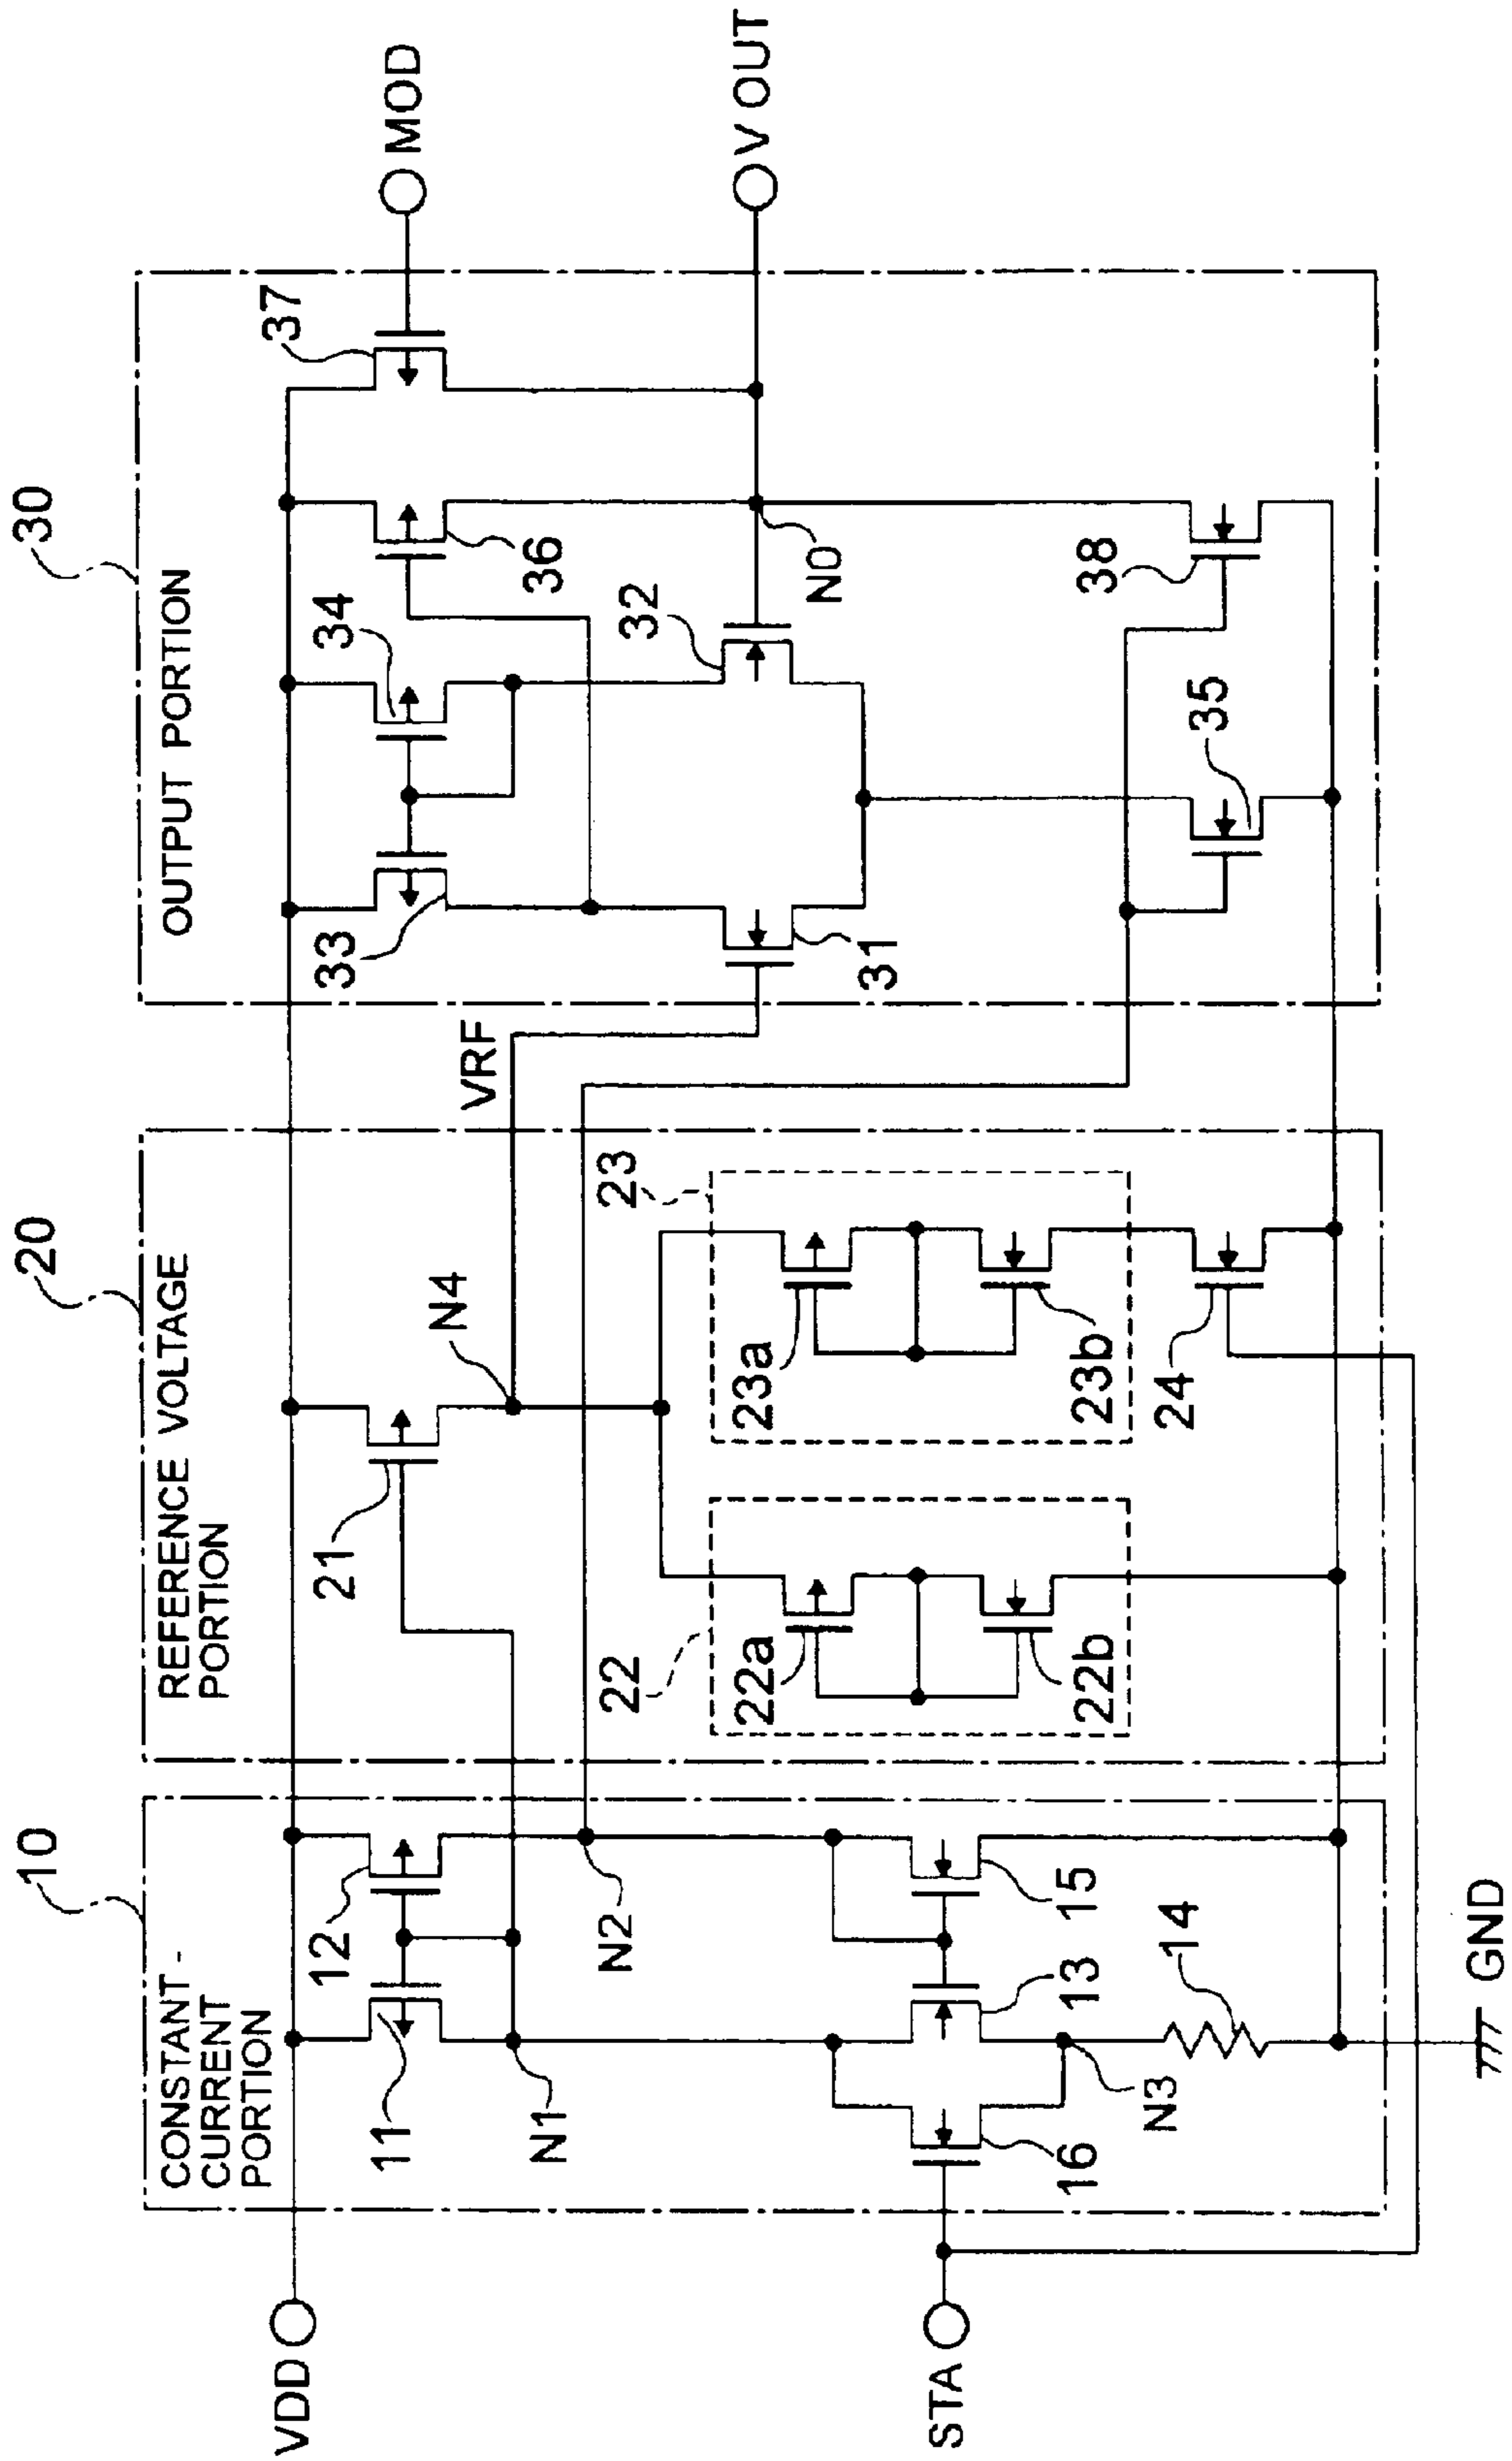 10
20
30
CONSTANT-
CURRENT
PORTION
REFERENCE VOLTAGE
PORTION
OUTPUT PORTION
VDD
11
12
N1
N2
STA
16
13
15
N3
14
GND
21
N4
VRF
22
22a
22b
23
23a
23b
24
33
34
36
37
MOD
31
32
N0
V OUT
35
38